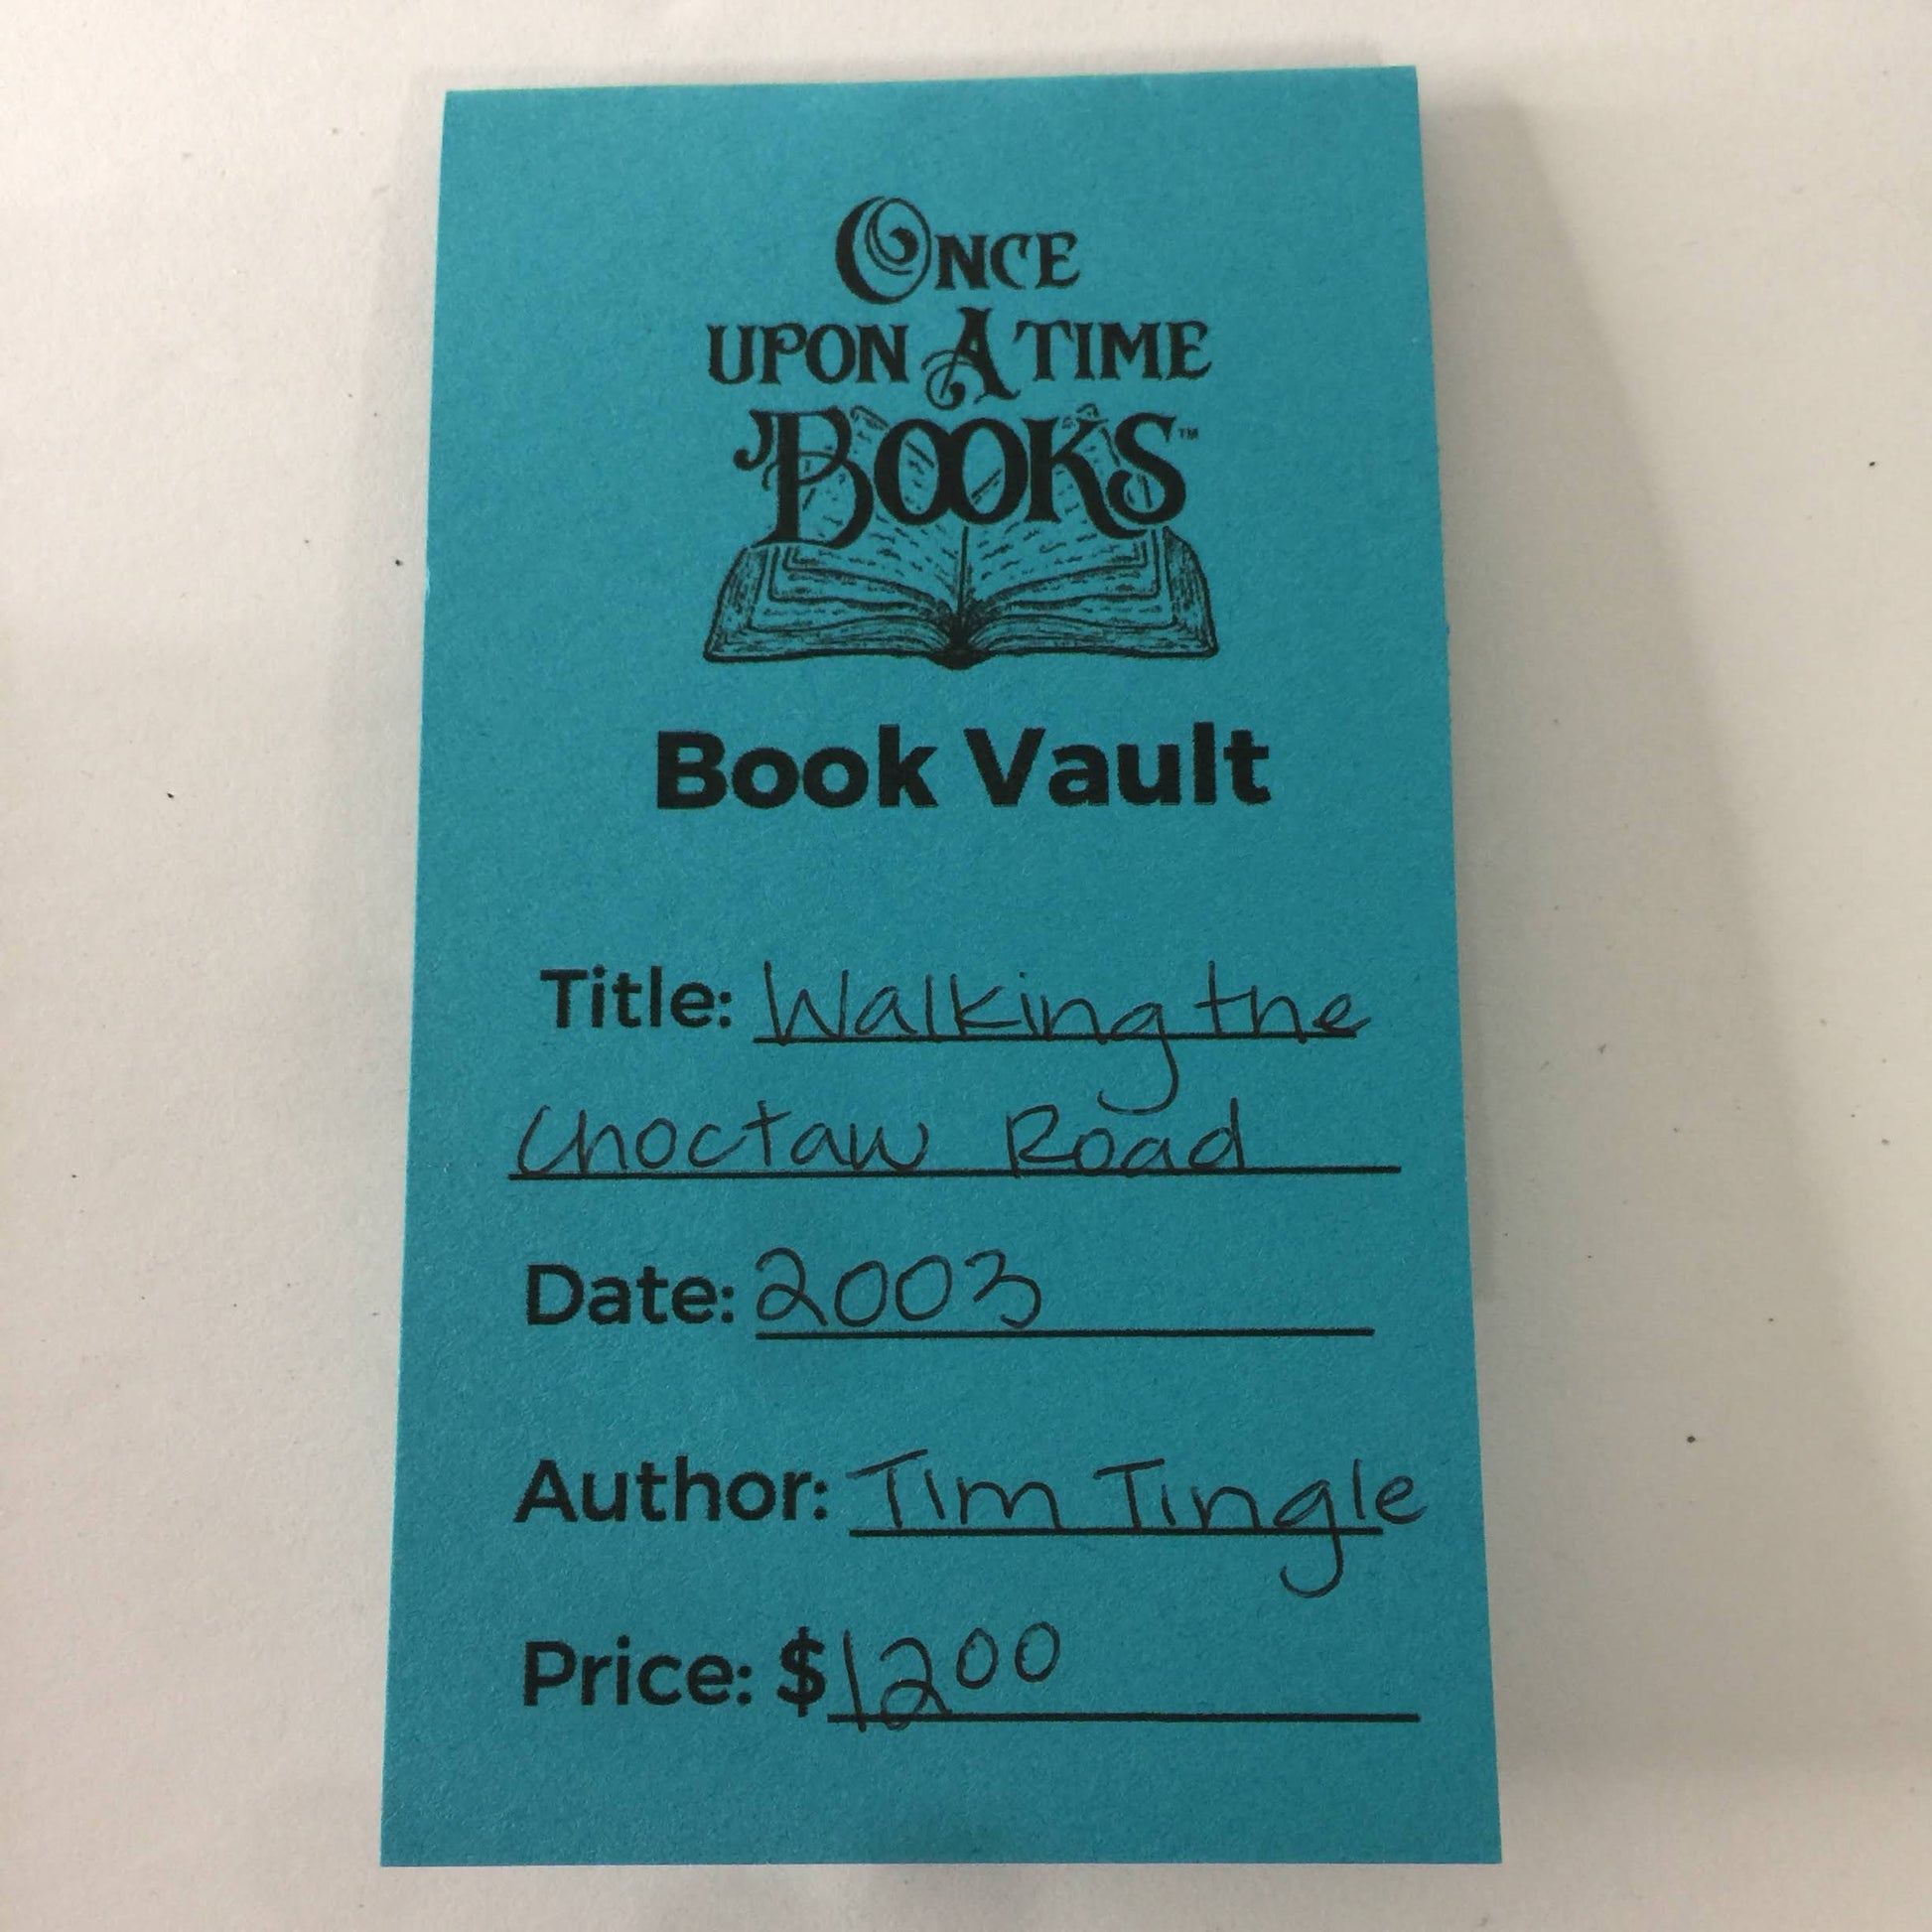 ONCE
UPON A TIME
BOOKS™
Book Vault
Title: Walking the
Choctaw Road
Date: 2003
Author: Tim Tingle
Price: $12⁰⁰